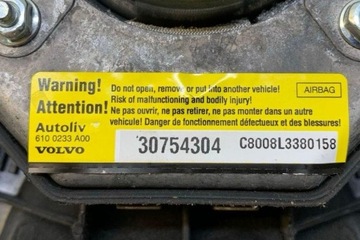 Warning!
Attention!
Do not open, remove or put into another vehicle!
Risk of malfunctioning and bodily injury!
Ne pas ouvrir, ne pas retirer, ne pas monter dans un autre
vehicule! Danger de fonctionnement défectueux et des blessures!
AIRBAG
Autoliv
610 0233 A00
VOLVO
30754304
C8008L3380158